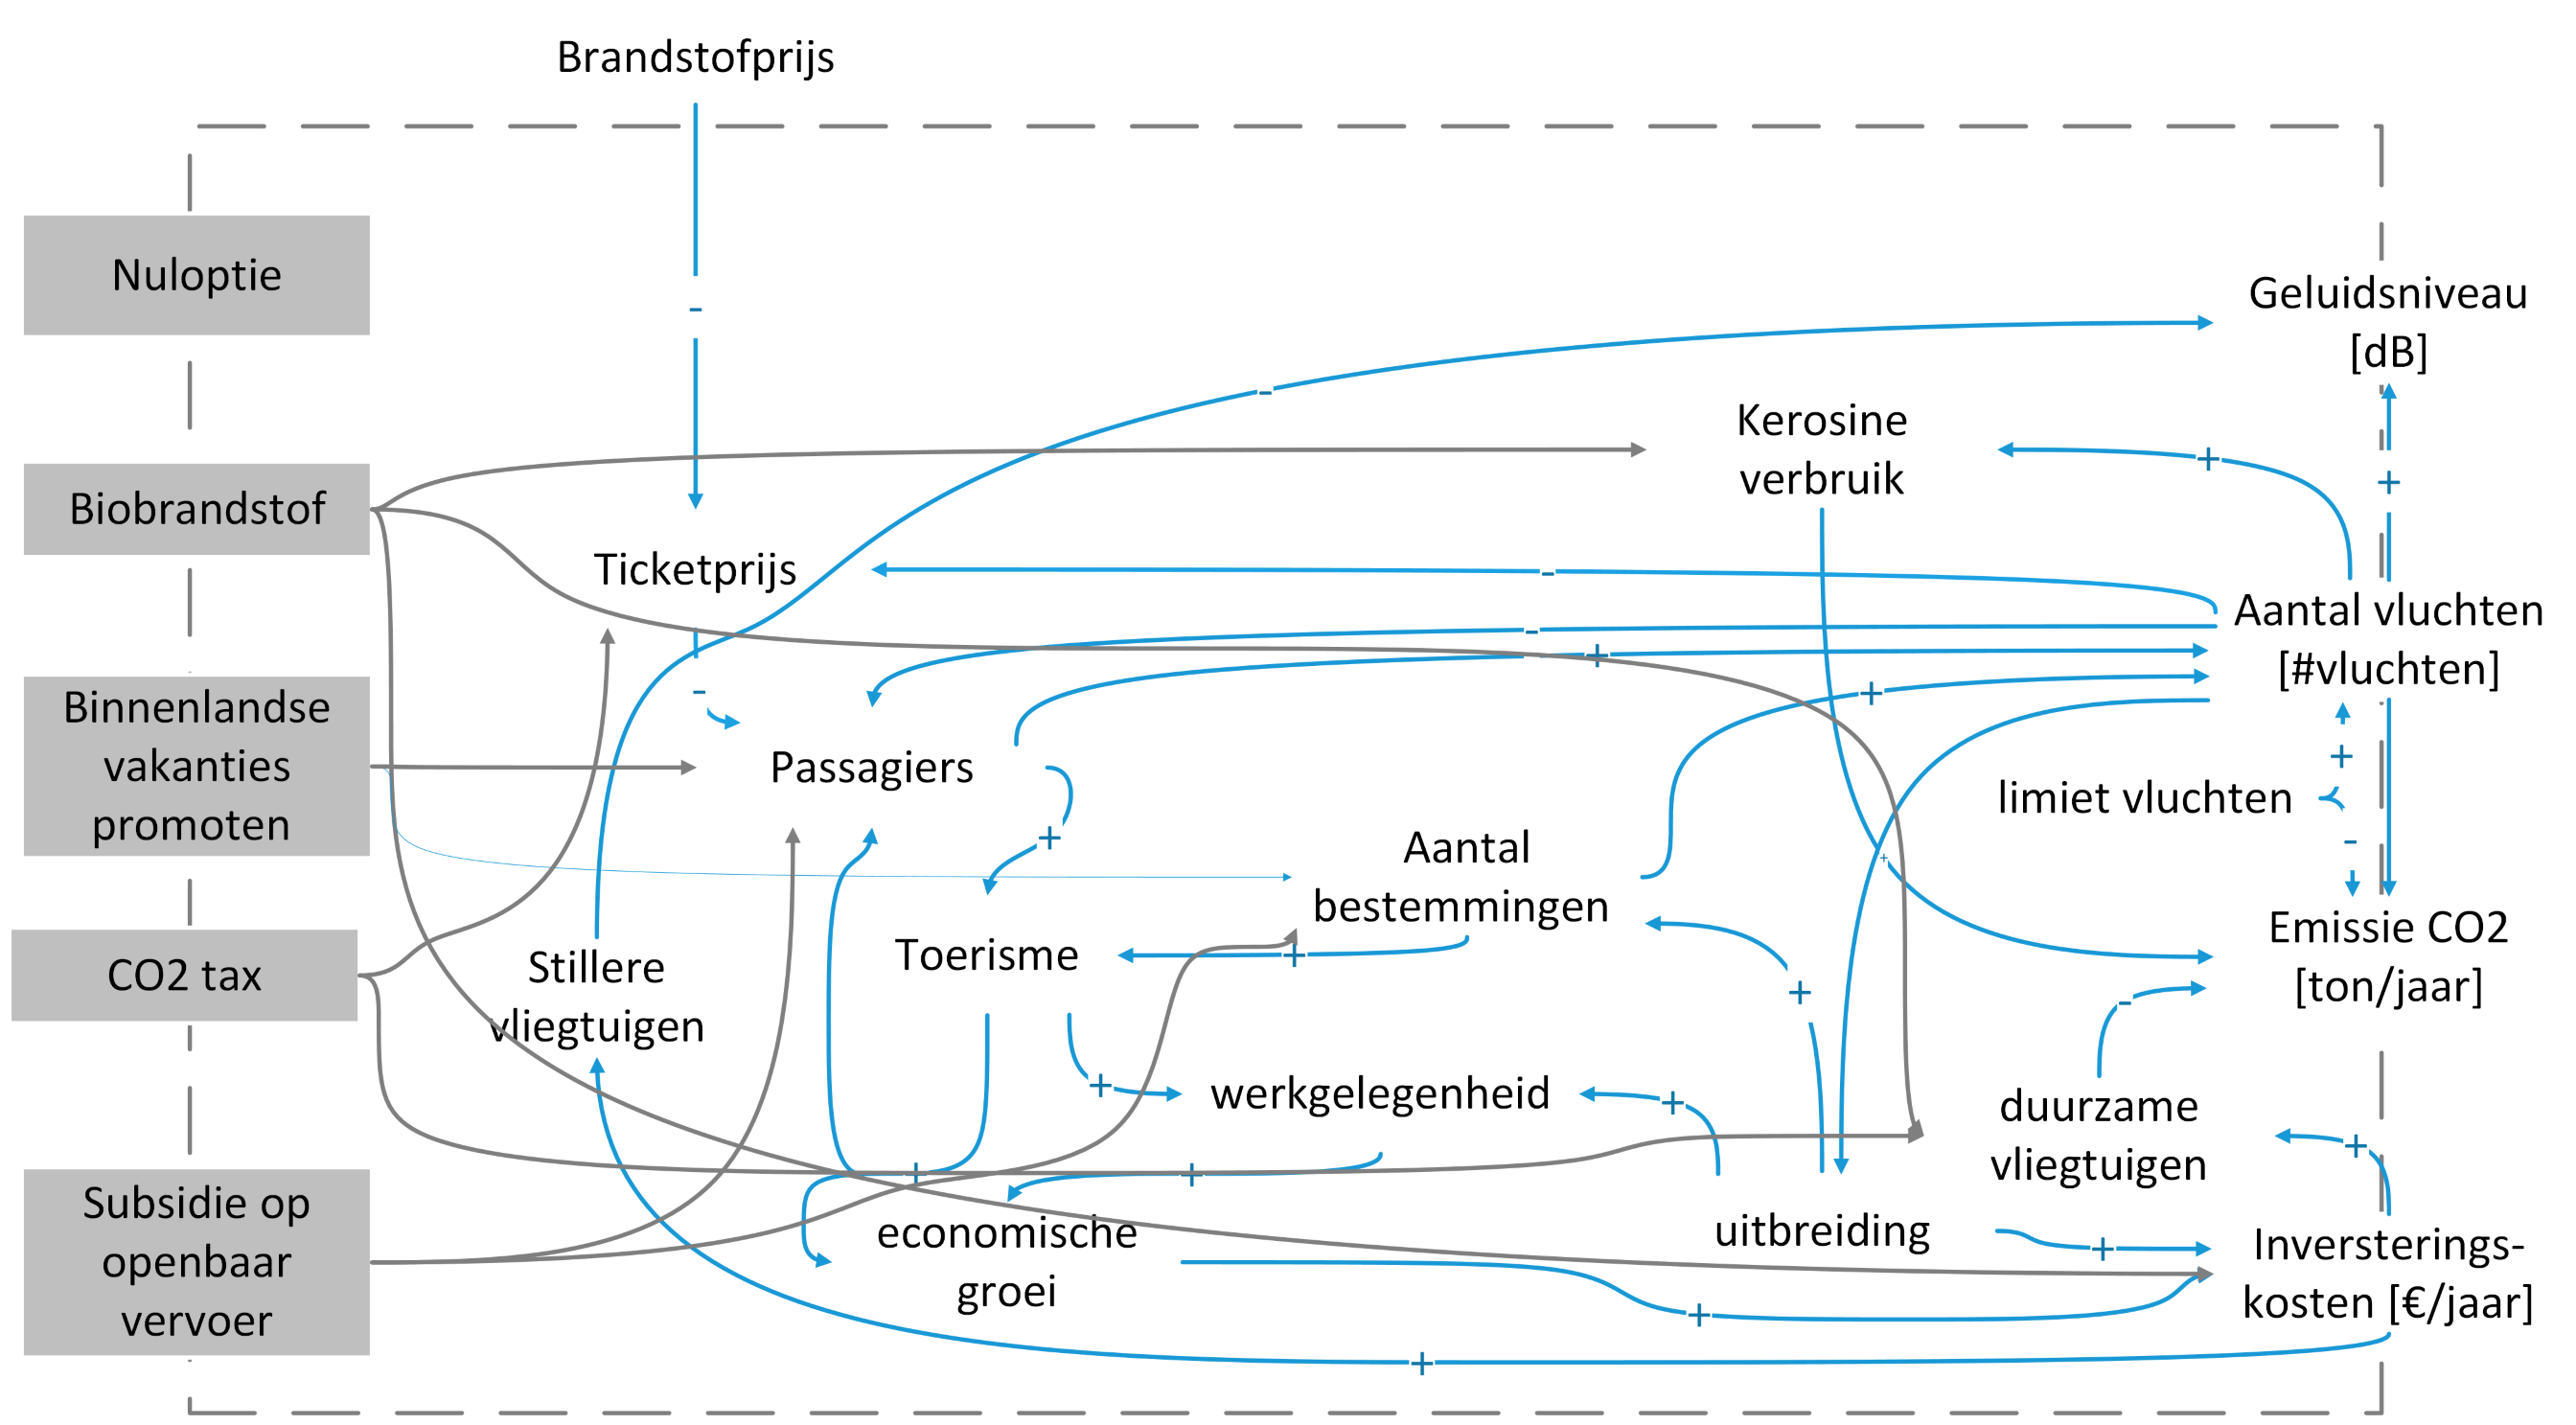 Brandstofprijs
Nuloptie
Geluidsniveau
[dB]
-
-
Kerosine
verbruik
+
+
Biobrandstof
Ticketprijs
-
Aantal vluchten
[#vluchten]
-
+
-
+
Binnenlandse
vakanties
promoten
Passagiers
+
limiet vluchten
-
+
+
Aantal
bestemmingen
Emissie CO2
[ton/jaar]
CO2 tax
Stillere
vliegtuigen
Toerisme
+
+
-
+
werkgelegenheid
+
duurzame
vliegtuigen
+
+
+
Subsidie op
openbaar
vervoer
economische
groei
uitbreiding
+
Inversterings-
kosten [€/jaar]
+
+